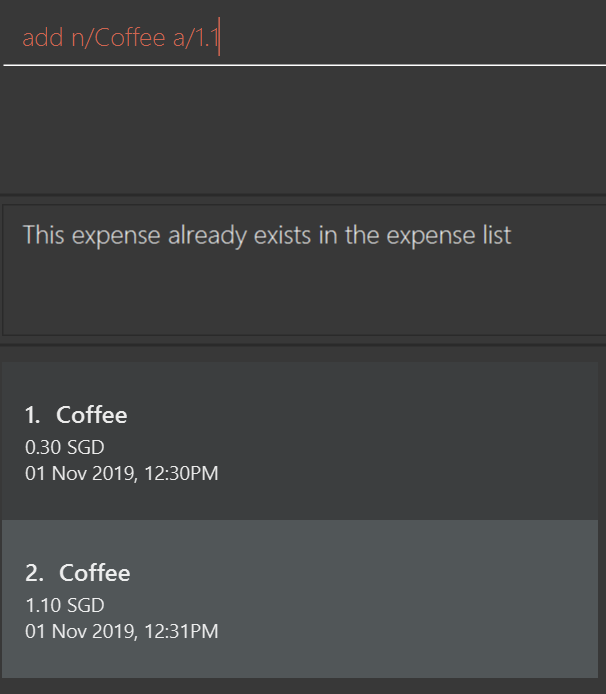 add n/Coffee a/1.1
This expense already exists in the expense list
1. Coffee
0.30 SGD
01 Nov 2019, 12:30PM
2. Coffee
1.10 SGD
01 Nov 2019, 12:31PM